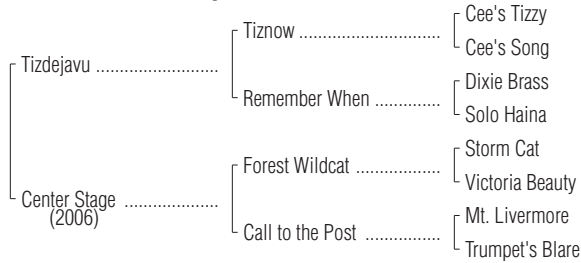 Cee's Tizzy
Tiznow ........................
Cee's Song
Tizdejavu .....................
Dixie Brass
Remember When .............
Solo Haina
Storm Cat
Forest Wildcat .................
Victoria Beauty
Center Stage ..................
(2006)
Mt. Livermore
Call to the Post ...............
Trumpet's Blare